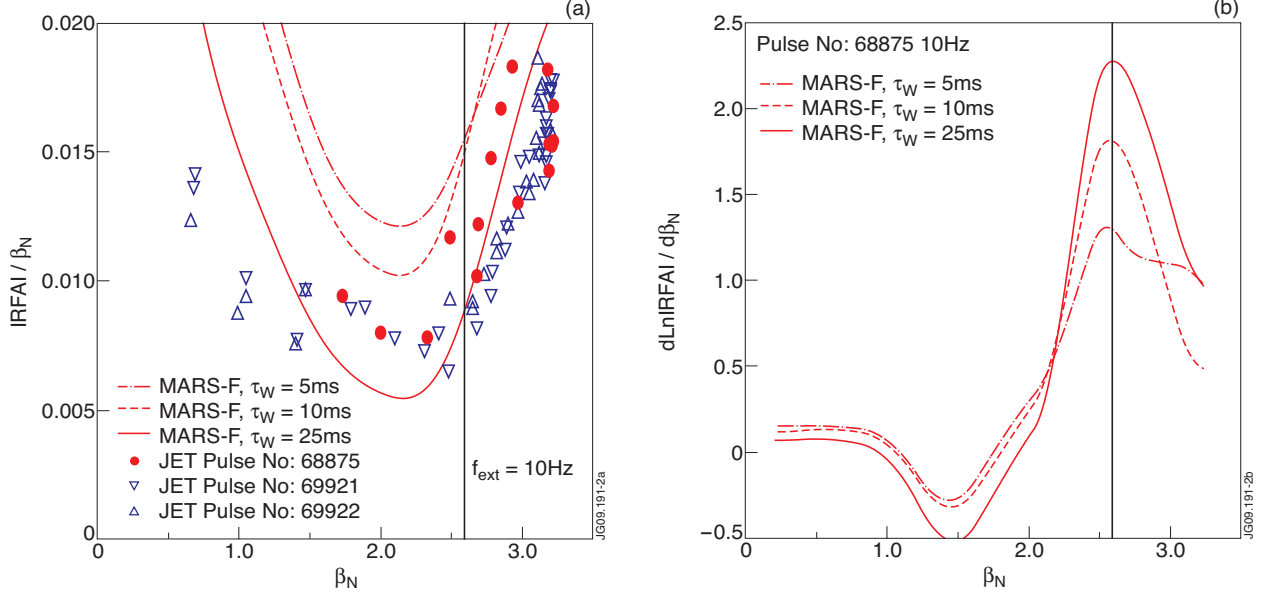 (a)
0.020
0.015
0.010
0.005
0
IRFAI / βN
MARS-F, τW = 5ms
MARS-F, τW = 10ms
MARS-F, τW = 25ms
JET Pulse No: 68875
JET Pulse No: 69921
JET Pulse No: 69922
fext = 10Hz
JG09.191-2a
0 1.0 2.0 3.0
βN
(b)
Pulse No: 68875 10Hz
MARS-F, τW = 5ms
MARS-F, τW = 10ms
MARS-F, τW = 25ms
2.5
2.0
1.5
1.0
0.5
0
−0.5
dLnIRFAI / dβN
JG09.191-2b
0 1.0 2.0 3.0
βN